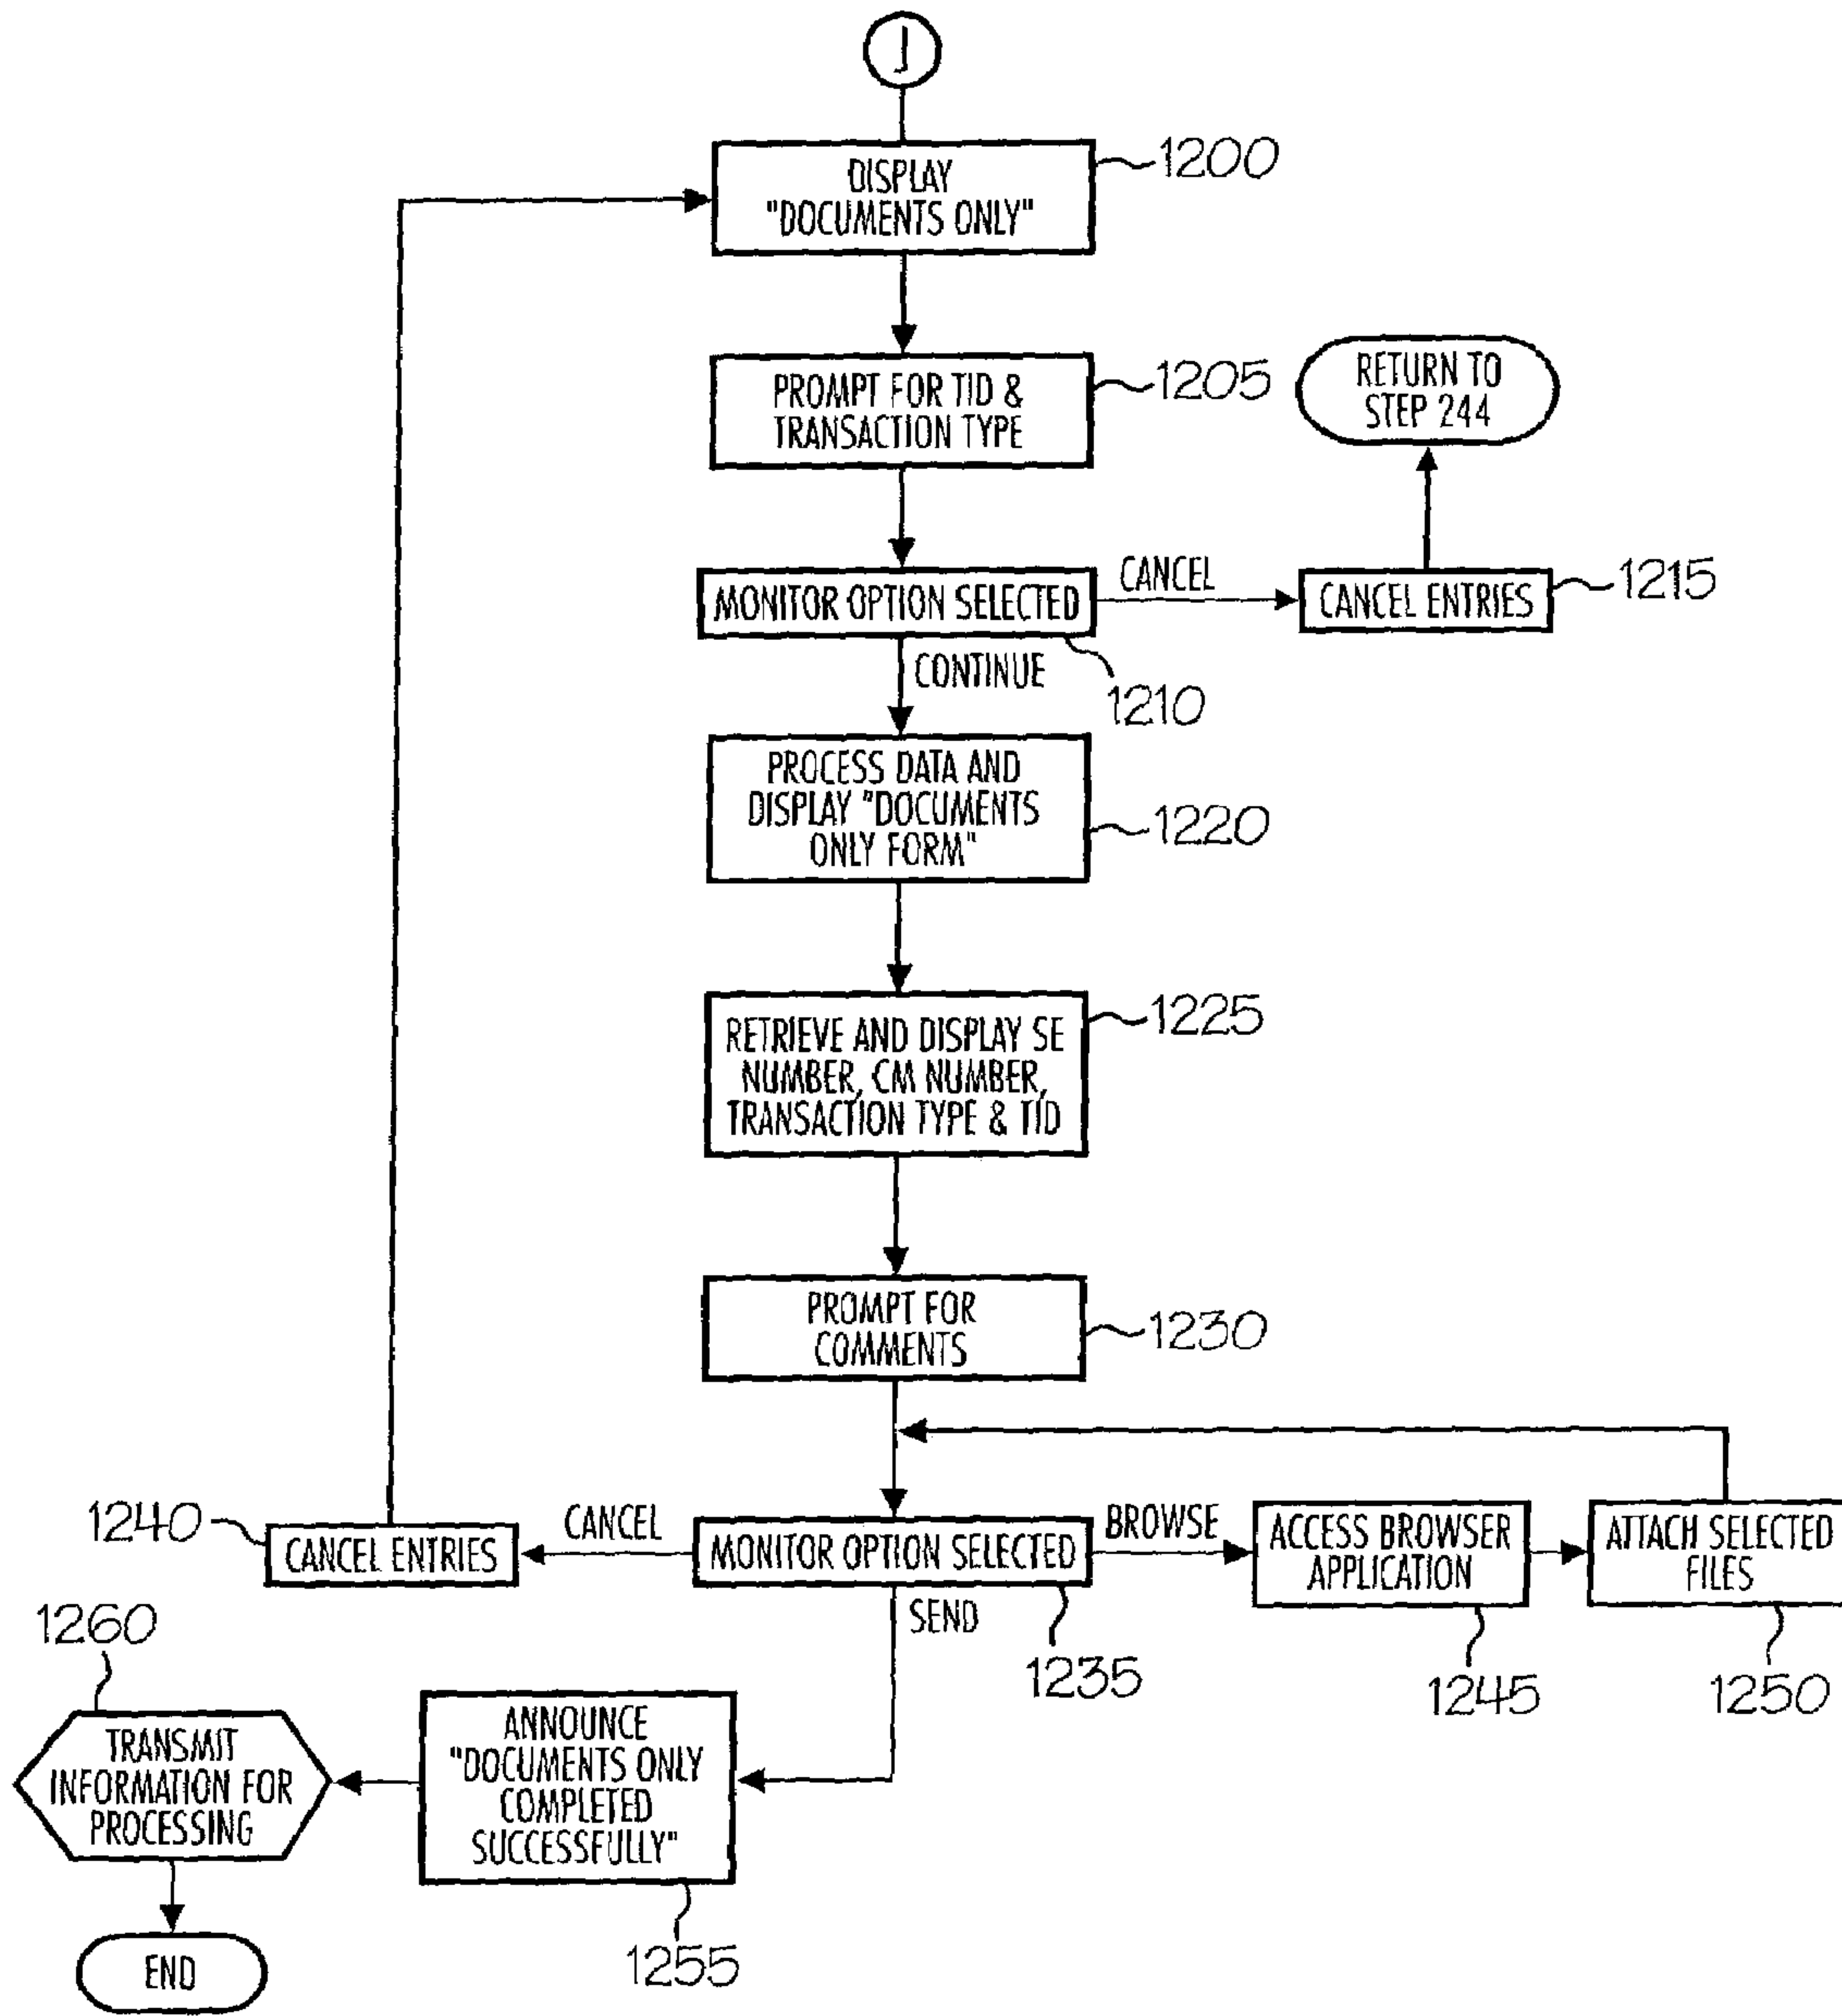 J
DISPLAY
"DOCUMENTS ONLY"
1200
PROMPT FOR TID &
TRANSACTION TYPE
1205
RETURN TO
STEP 244
MONITOR OPTION SELECTED
CANCEL
CANCEL ENTRIES
1215
CONTINUE
1210
PROCESS DATA AND
DISPLAY "DOCUMENTS
ONLY FORM"
1220
RETRIEVE AND DISPLAY SE
NUMBER, CM NUMBER,
TRANSACTION TYPE & TID
1225
PROMPT FOR
COMMENTS
1230
1240
CANCEL ENTRIES
CANCEL
MONITOR OPTION SELECTED
BROWSE
ACCESS BROWSER
APPLICATION
ATTACH SELECTED
FILES
SEND
1235
1245
1250
1260
TRANSMIT
INFORMATION FOR
PROCESSING
ANNOUNCE
"DOCUMENTS ONLY
COMPLETED
SUCCESSFULLY"
1255
END